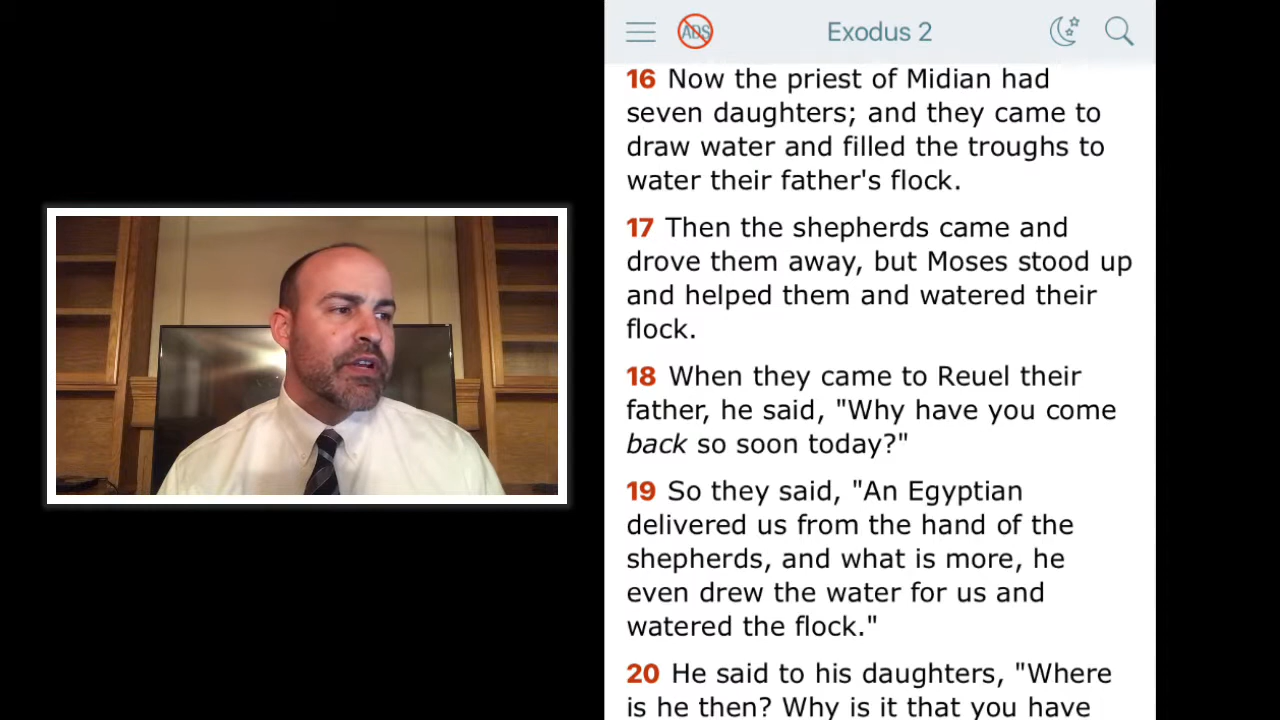 ADS
Exodus 2
16 Now the priest of Midian had
seven daughters; and they came to
draw water and filled the troughs to
water their father's flock.
17 Then the shepherds came and
drove them away, but Moses stood up
and helped them and watered their
flock.
18 When they came to Reuel their
father, he said, "Why have you come
back so soon today?"
19 So they said, "An Egyptian
delivered us from the hand of the
shepherds, and what is more, he
even drew the water for us and
watered the flock."
20 He said to his daughters, "Where
is he then? Why is it that you have